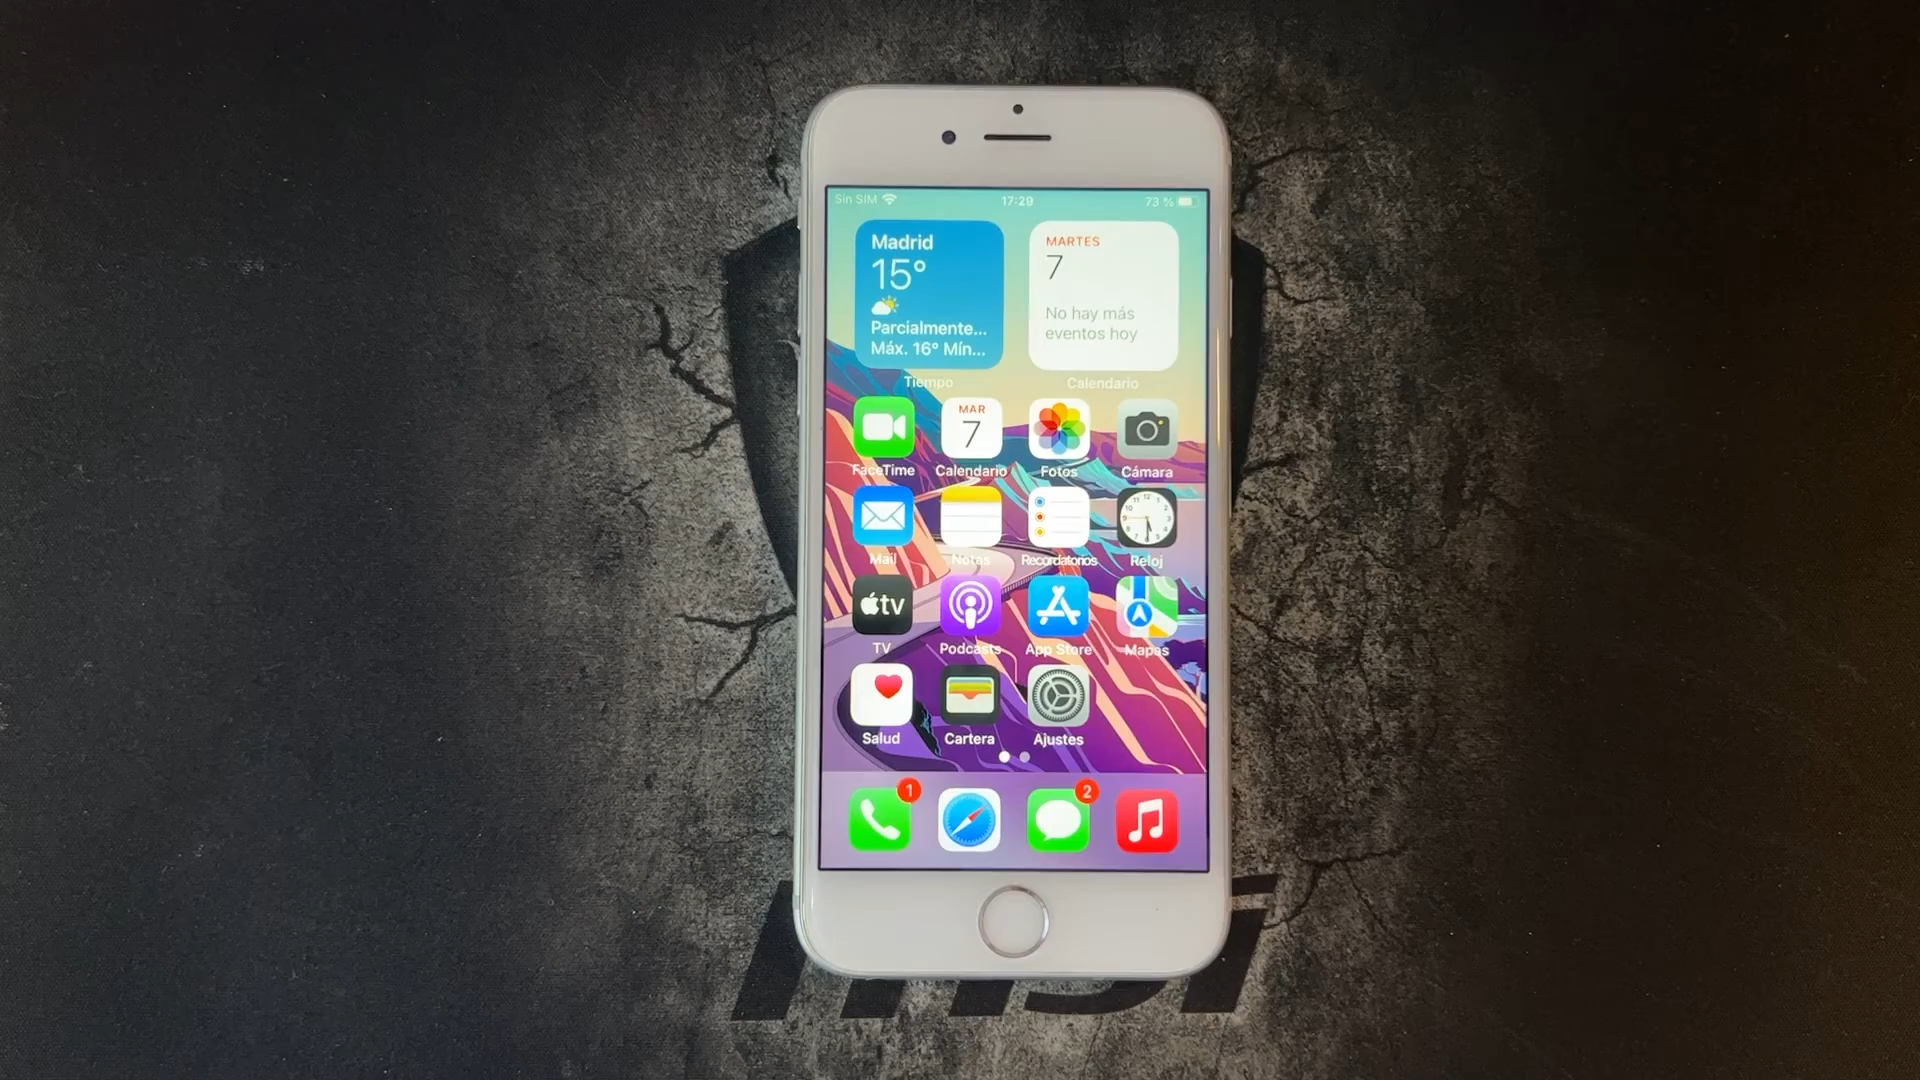 Sin SIM 17:29 73 %
Madrid
15°
Parcialmente...
Máx. 16° Mín...
Tiempo
MARTES
7
No hay más
eventos hoy
Calendario
MAR
7
FaceTime Calendario Fotos Cámara
Mail Notas Recordatorios Reloj
tv
TV Podcasts App Store Mapas
Salud Cartera Ajustes
1 2
msi